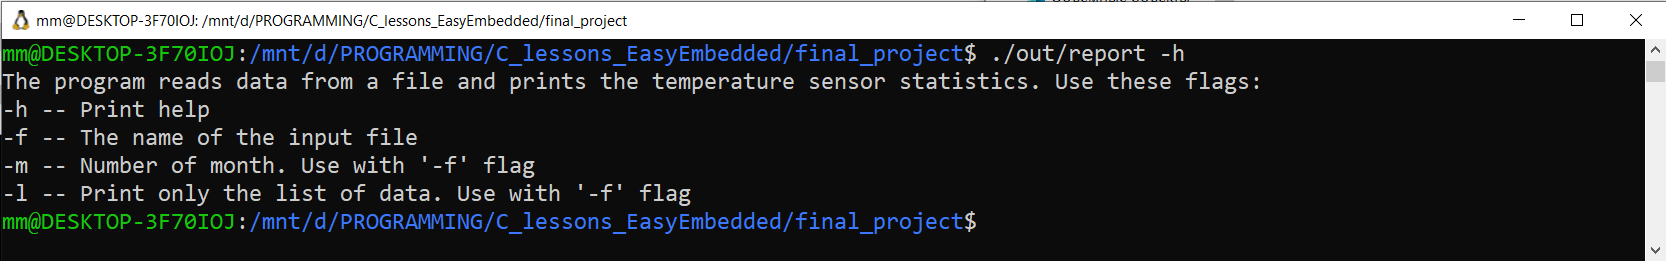 mm@DESKTOP-3F70IOJ: /mnt/d/PROGRAMMING/C_lessons_EasyEmbedded/final_project
mm@DESKTOP-3F70IOJ:/mnt/d/PROGRAMMING/C_lessons_EasyEmbedded/final_project$ ./out/report -h
The program reads data from a file and prints the temperature sensor statistics. Use these flags:
-h -- Print help
-f -- The name of the input file
-m -- Number of month. Use with '-f' flag
-l -- Print only the list of data. Use with '-f' flag
mm@DESKTOP-3F70IOJ:/mnt/d/PROGRAMMING/C_lessons_EasyEmbedded/final_project$